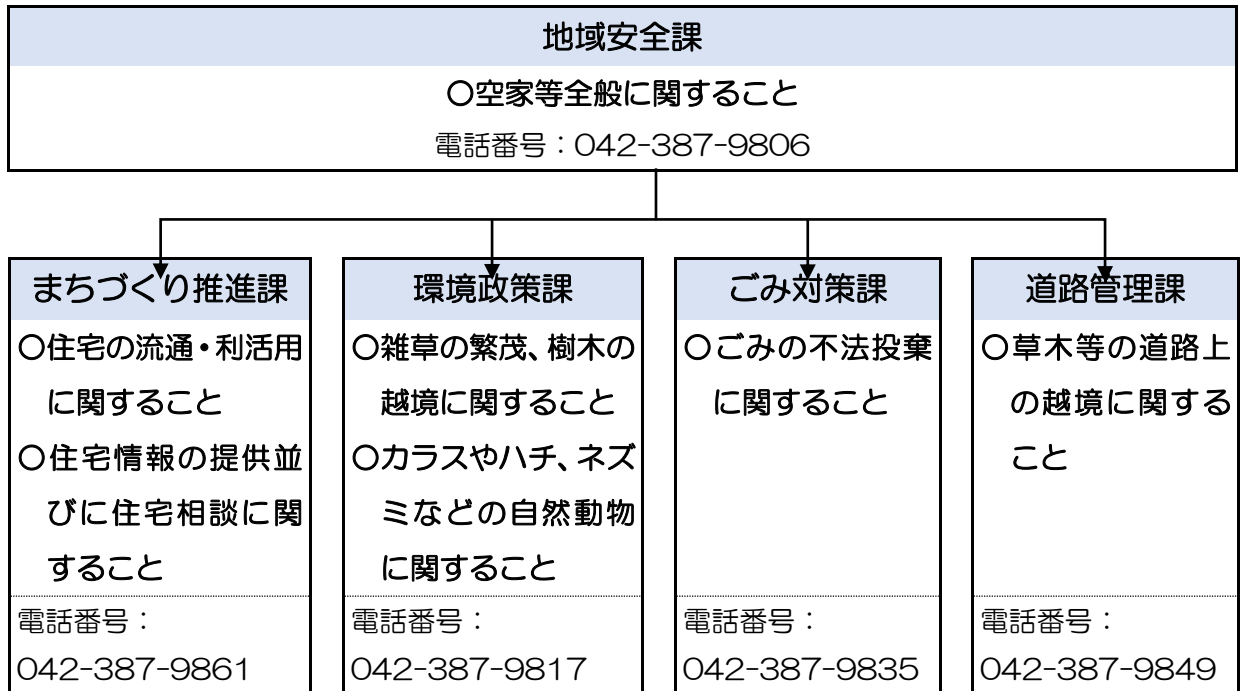 地域安全課
〇空家等全般に関すること
電話番号：042-387-9806
まちづくり推進課
〇住宅の流通・利活用
に関すること
〇住宅情報の提供並
びに住宅相談に関
すること
電話番号：
042-387-9861
環境政策課
〇雑草の繁茂、樹木の
越境に関すること
〇カラスやハチ、ネズ
ミなどの自然動物
に関すること
電話番号：
042-387-9817
ごみ対策課
〇ごみの不法投棄
に関すること
電話番号：
042-387-9835
道路管理課
〇草木等の道路上
の越境に関する
こと
電話番号：
042-387-9849